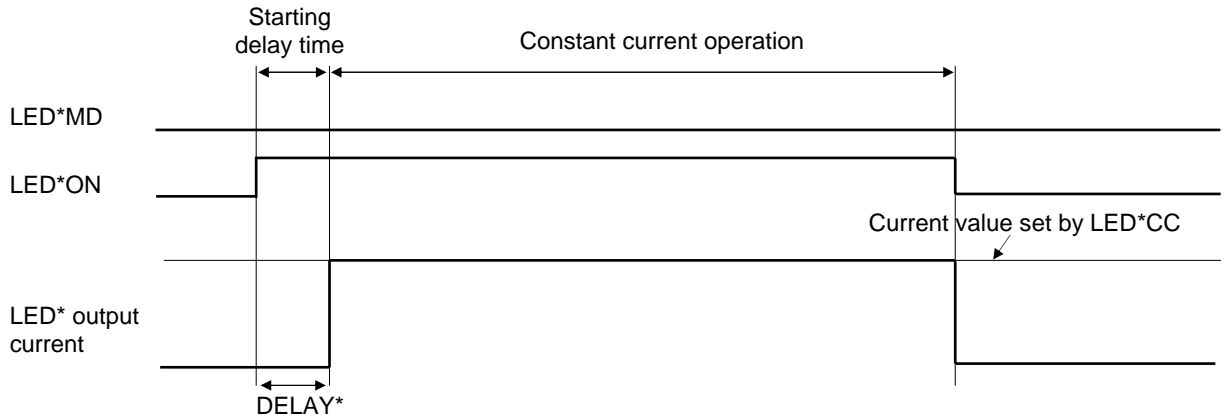 Starting
delay time
Constant current operation
LED*MD
LED*ON
Current value set by LED*CC
LED* output
current
DELAY*